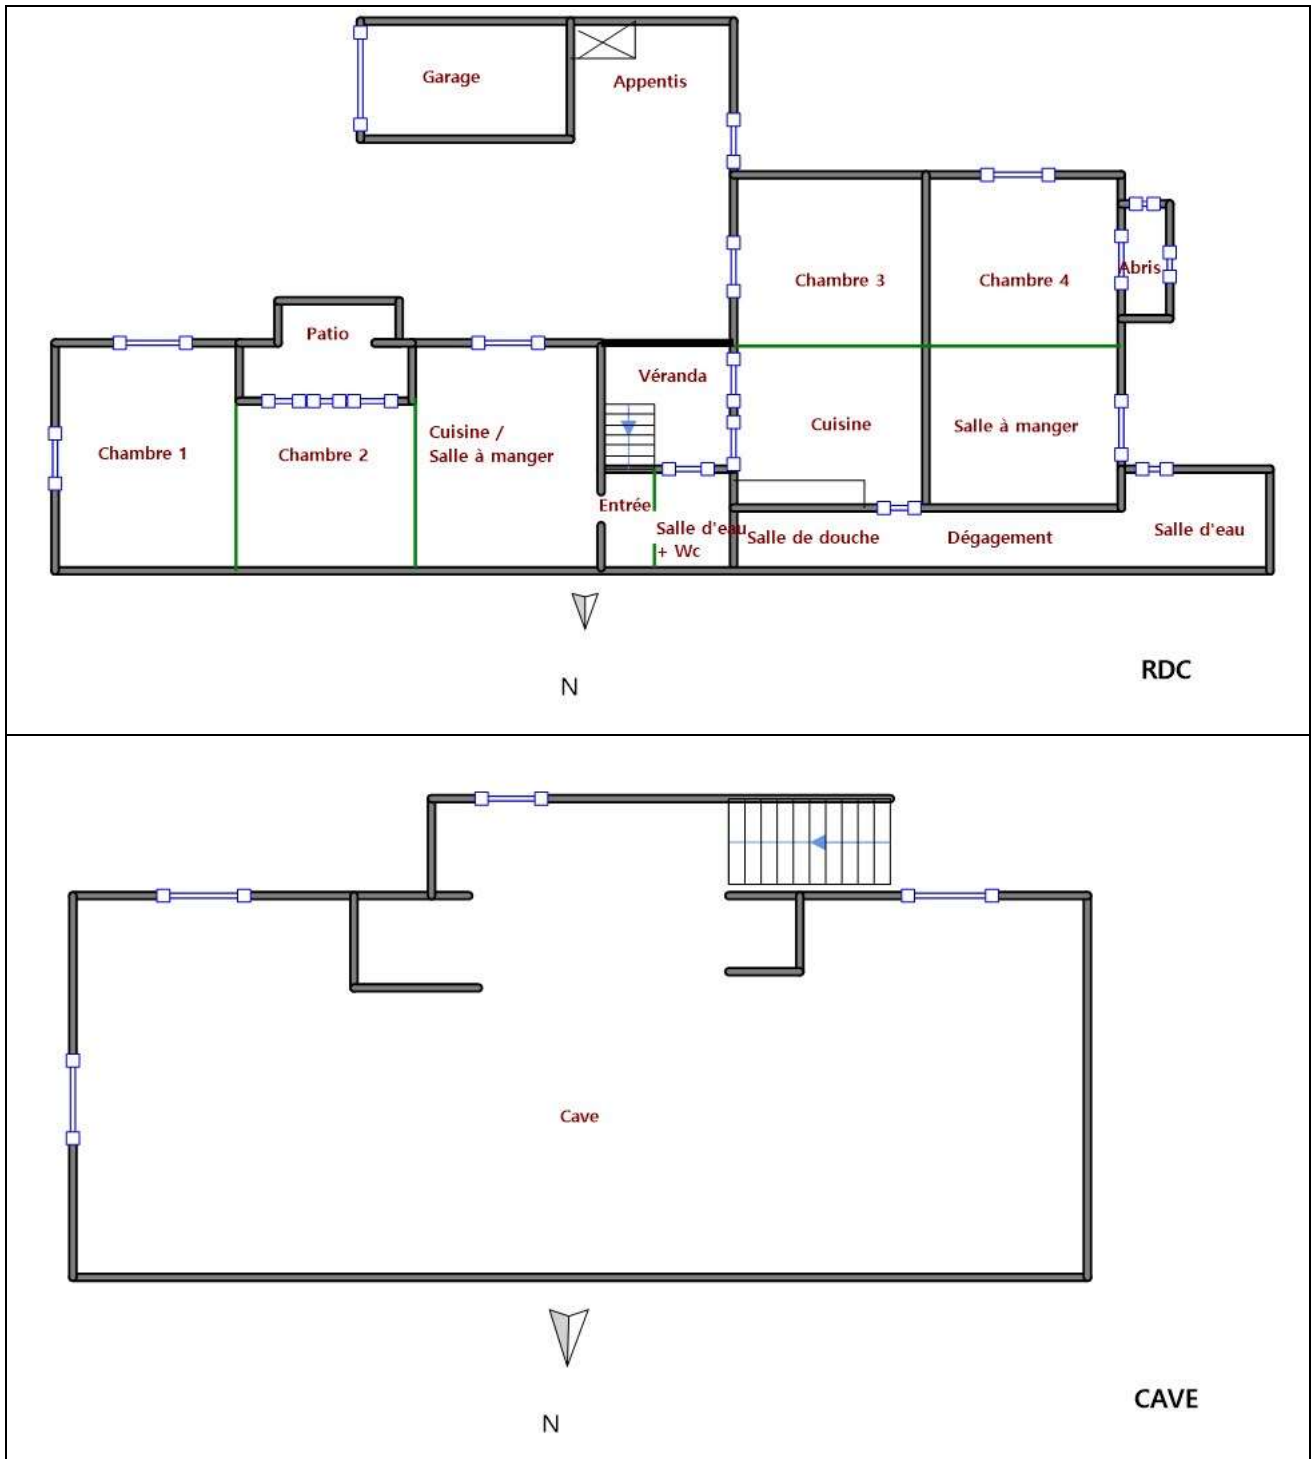 Garage
Appentis
Chambre 3
Chambre 4
Abris
Patio
Véranda
Chambre 1
Chambre 2
Cuisine /
Salle à manger
Cuisine
Salle à manger
Entrée
Salle d'eau
+ Wc
Salle de douche
Dégagement
Salle d'eau
RDC
N
Cave
CAVE
N